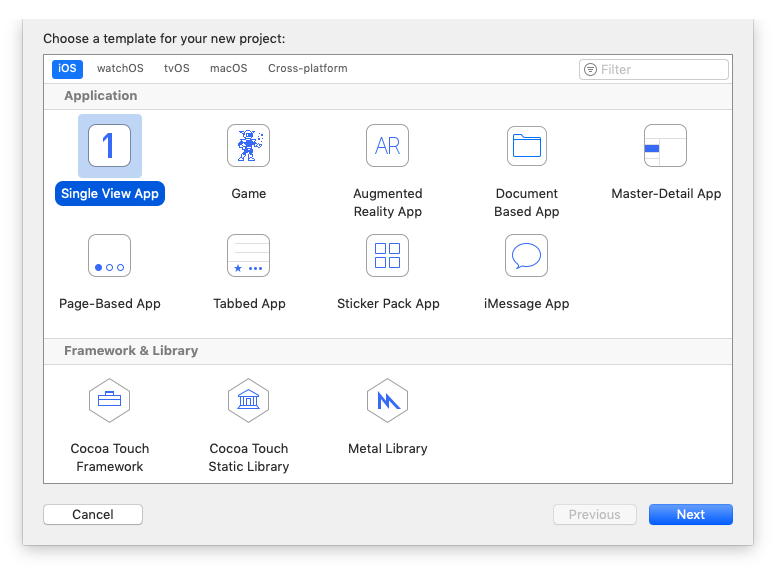 Choose a template for your new project:
iOS watchOS tvOS macOS Cross-platform Filter
Application
1
AR
Single View App Game Augmented Reality App Document Based App Master-Detail App
Page-Based App Tabbed App Sticker Pack App iMessage App
Framework & Library
Cocoa Touch Framework Cocoa Touch Static Library Metal Library
Cancel Previous Next